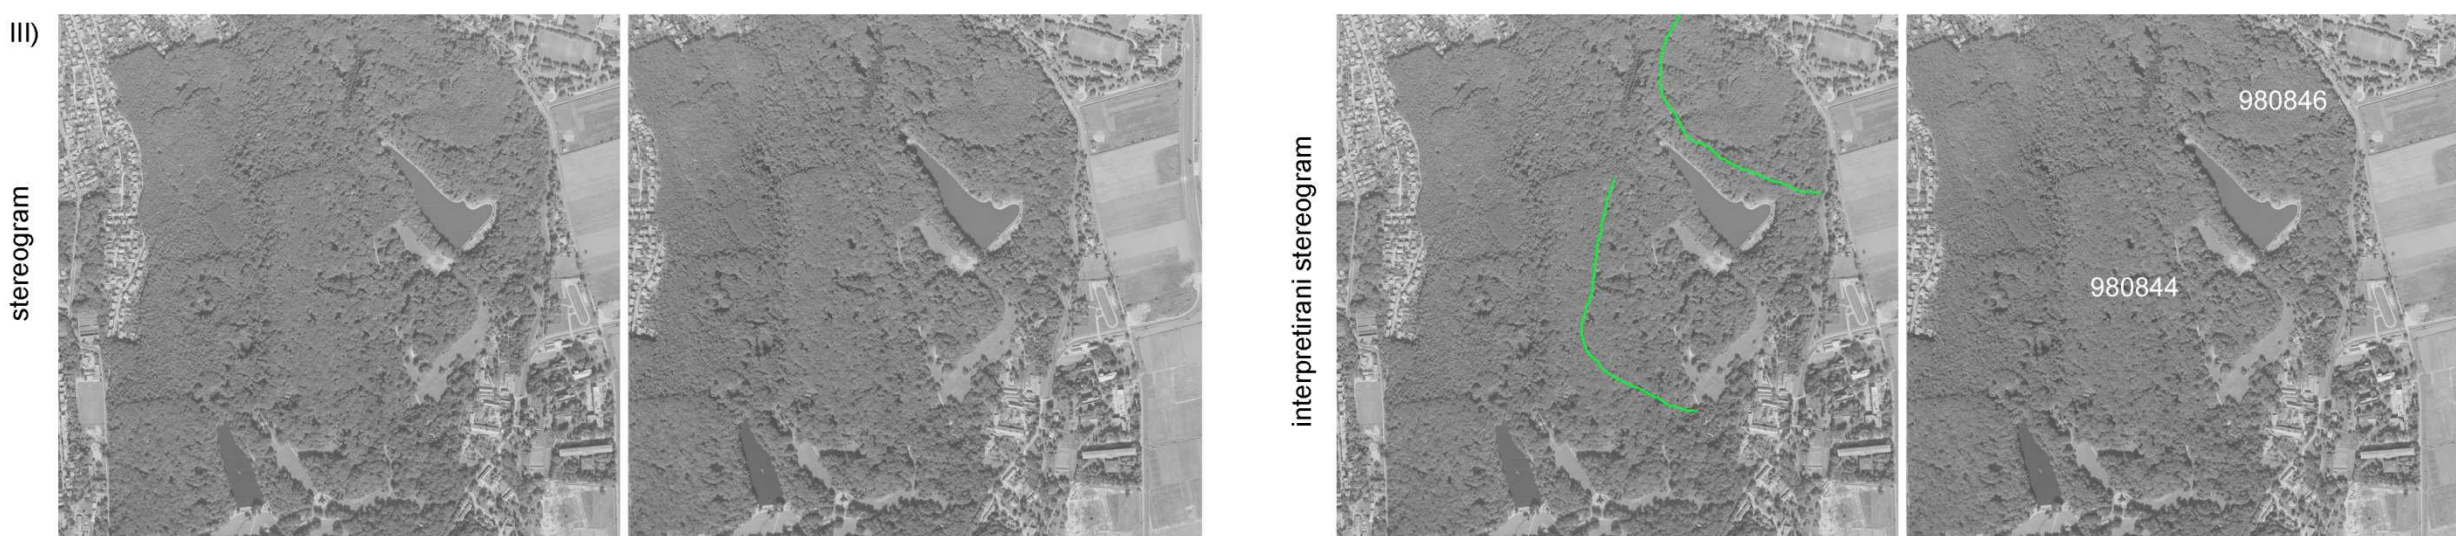 III)
stereogram
interpretirani stereogram
980846
980844